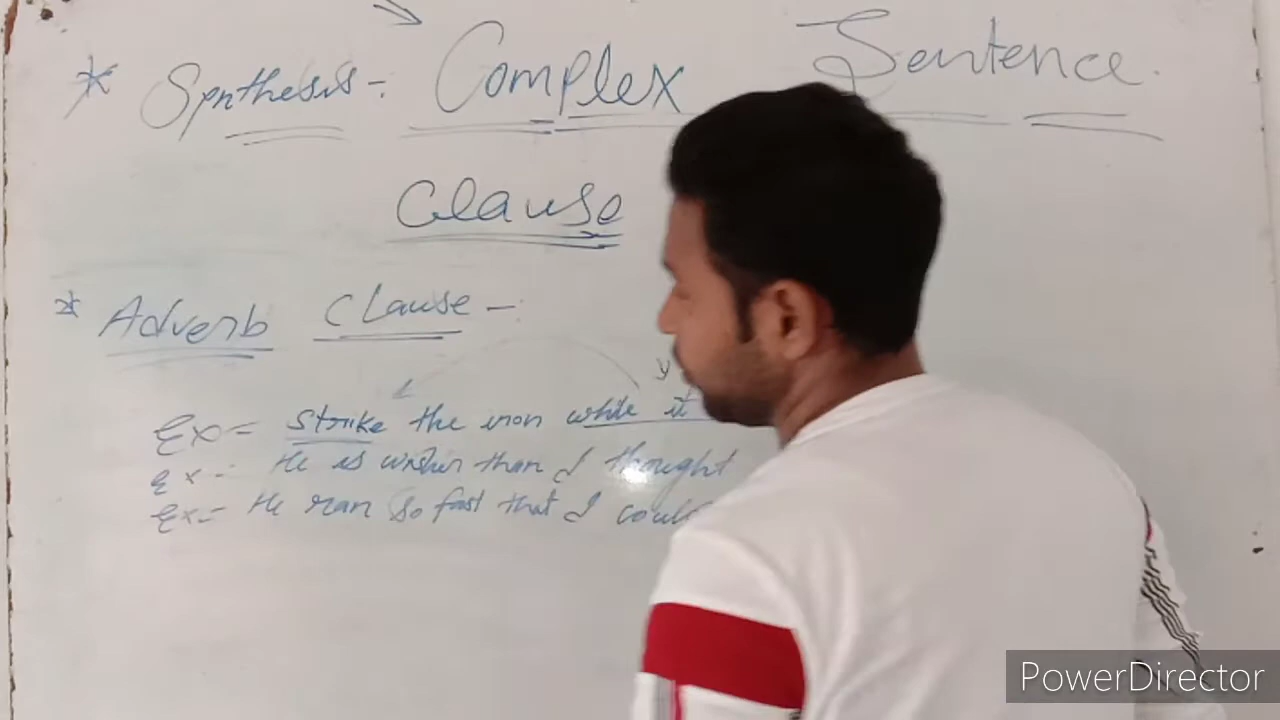 * Synthesis -: Complex Sentence.
Clause
* Adverb Clause -:
Ex = Strike the iron while it
Ex -: He is wiser than I thought
Ex = He ran so fast that I could
PowerDirector